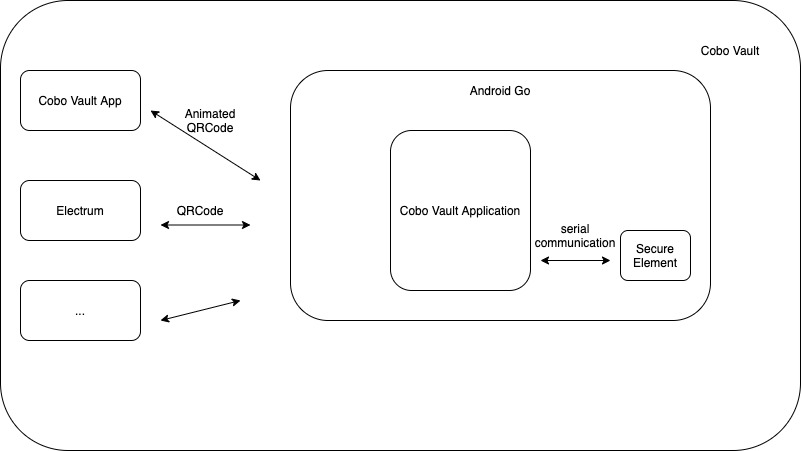 Cobo Vault
Android Go
Cobo Vault App
Animated
QRCode
Electrum
QRCode
Cobo Vault Application
serial
communication
Secure
Element
...